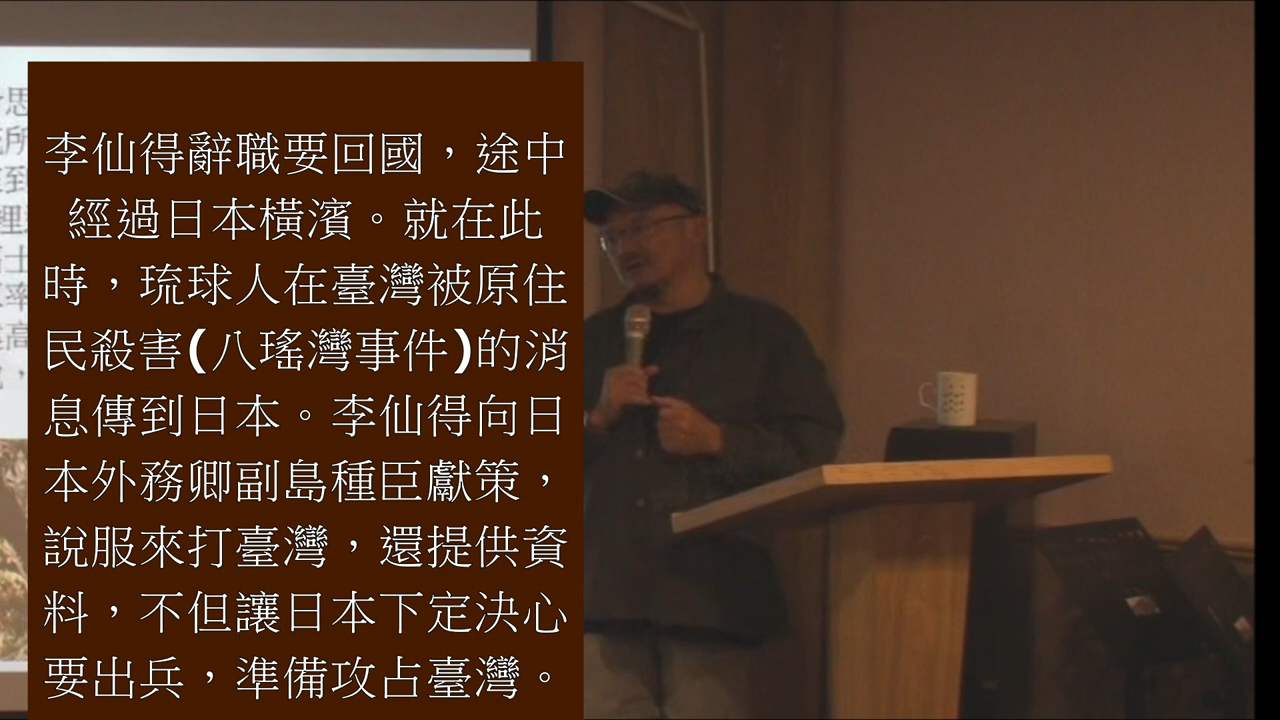 李仙得辭職要回國，途中
經過日本橫濱。就在此
時，琉球人在臺灣被原住
民殺害(八瑤灣事件)的消
息傳到日本。李仙得向日
本外務卿副島種臣獻策，
說服來打臺灣，還提供資
料，不但讓日本下定決心
要出兵，準備攻占臺灣。